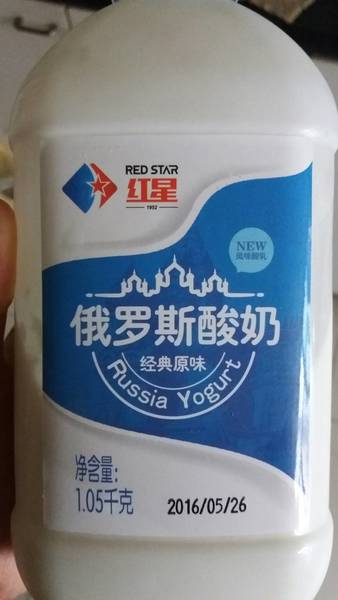 RED STAR
红星
1952
NEW
风味酸乳
俄罗斯酸奶
经典原味
Russia Yogurt
净含量:
1.05千克
2016/05/26